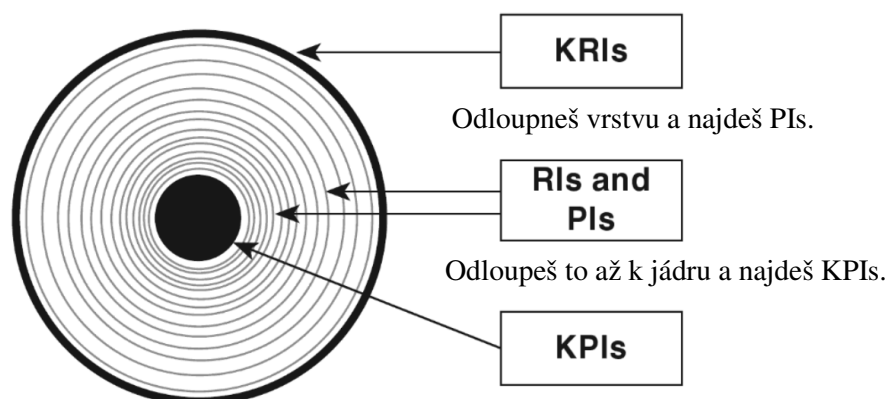 KRIs
Odloupneš vrstvu a najdeš PIs.
RIs and
PIs
Odloupeš to až k jádru a najdeš KPIs.
KPIs